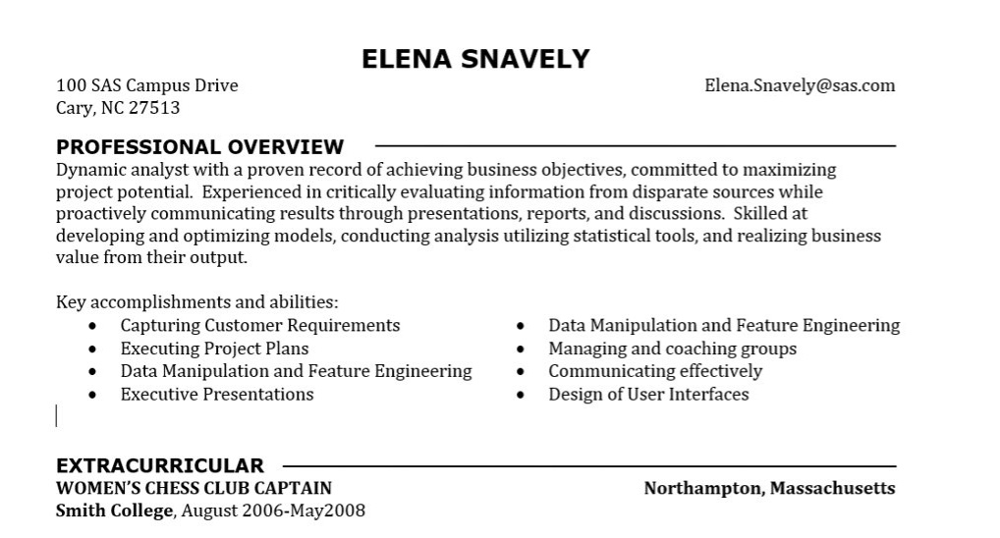 ELENA SNAVELY
100 SAS Campus Drive Elena.Snavely@sas.com
Cary, NC 27513
PROFESSIONAL OVERVIEW
Dynamic analyst with a proven record of achieving business objectives, committed to maximizing
project potential.  Experienced in critically evaluating information from disparate sources while
proactively communicating results through presentations, reports, and discussions.  Skilled at
developing and optimizing models, conducting analysis utilizing statistical tools, and realizing business
value from their output.
Key accomplishments and abilities:
• Capturing Customer Requirements
• Executing Project Plans
• Data Manipulation and Feature Engineering
• Executive Presentations
• Data Manipulation and Feature Engineering
• Managing and coaching groups
• Communicating effectively
• Design of User Interfaces
EXTRACURRICULAR
WOMEN'S CHESS CLUB CAPTAIN Northampton, Massachusetts
Smith College, August 2006-May2008